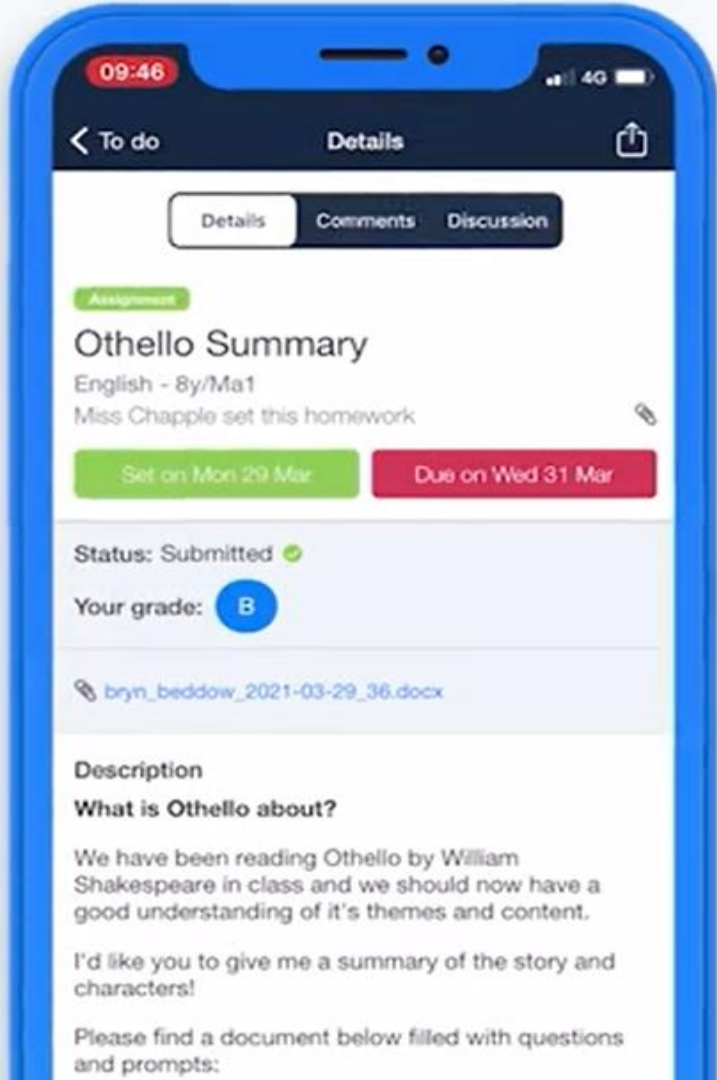 09:46 4G
To do Details
Details Comments Discussion
Assignment
Othello Summary
English - 8y/Ma1
Miss Chapple set this homework
Set on Mon 29 Mar Due on Wed 31 Mar
Status: Submitted
Your grade: B
bryn_beddow_2021-03-29_36.docx
Description
What is Othello about?
We have been reading Othello by William
Shakespeare in class and we should now have a
good understanding of it's themes and content.
I'd like you to give me a summary of the story and
characters!
Please find a document below filled with questions
and prompts: